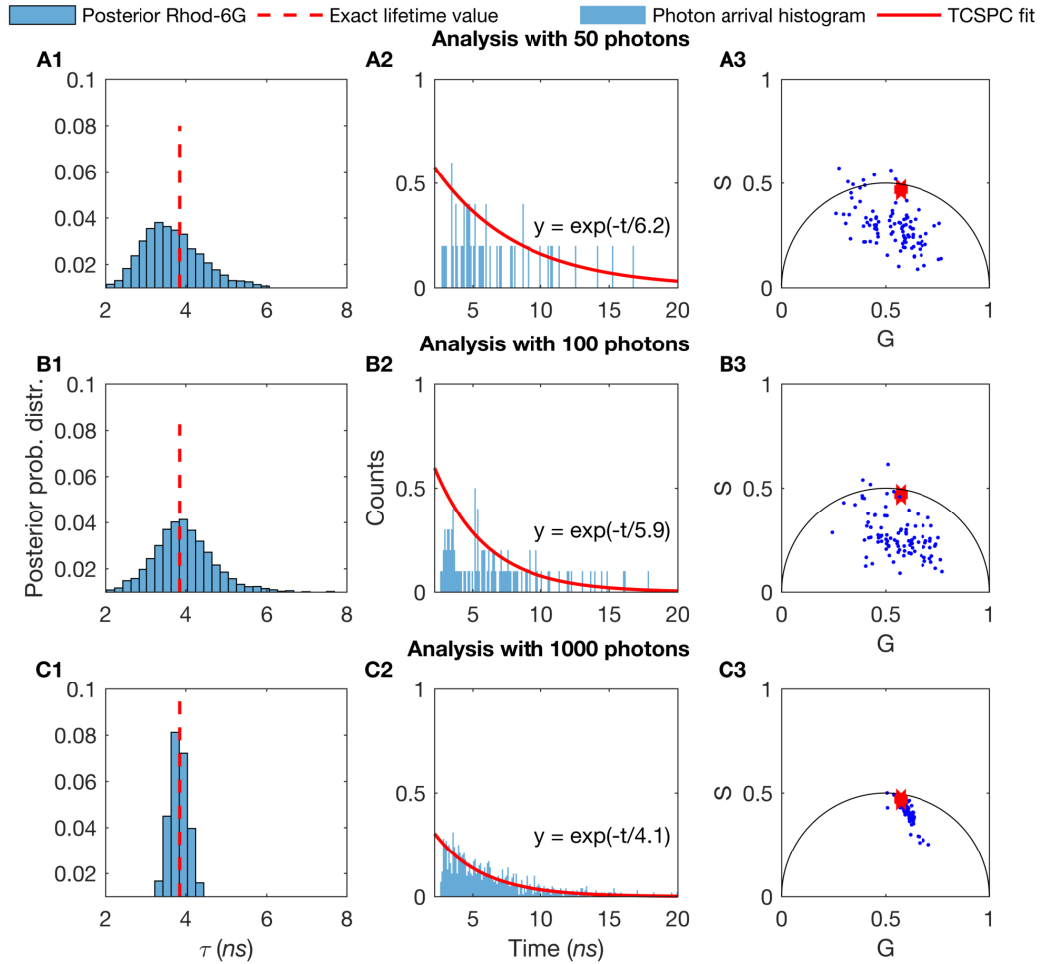 Posterior Rhod-6G Exact lifetime value Photon arrival histogram TCSPC fit
Analysis with 50 photons
A1 A2 A3
0.1 0.08 0.06 0.04 0.02
2 4 6 8
1 0.5 0
5 10 15 20
y = exp(-t/6.2)
S
1 0.5 0
0 0.5 1
G
Analysis with 100 photons
B1 B2 B3
Posterior prob. distr.
0.1 0.08 0.06 0.04 0.02
2 4 6 8
Counts
1 0.5 0
5 10 15 20
y = exp(-t/5.9)
S
1 0.5 0
0 0.5 1
G
Analysis with 1000 photons
C1 C2 C3
0.1 0.08 0.06 0.04 0.02
2 4 6 8
τ (ns)
1 0.5 0
5 10 15 20
y = exp(-t/4.1)
Time (ns)
S
1 0.5 0
0 0.5 1
G